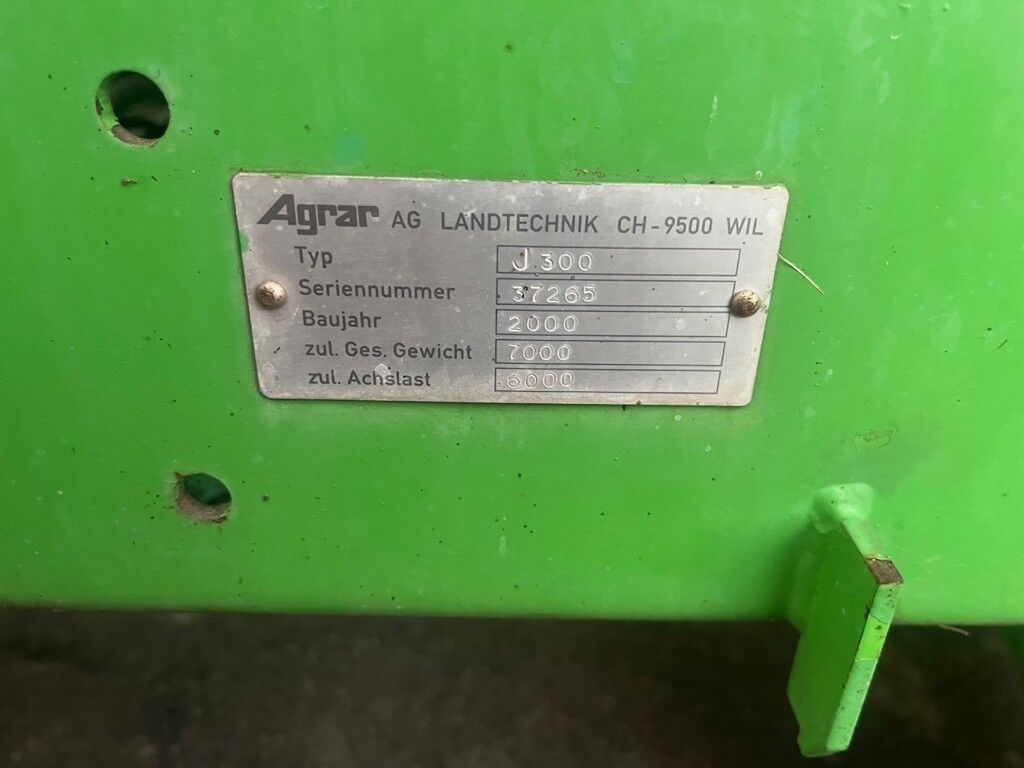 Agrar AG LANDTECHNIK CH-9500 WIL
Typ J 300
Seriennummer 37265
Baujahr 2000
zul. Ges. Gewicht 7000
zul. Achslast 6000